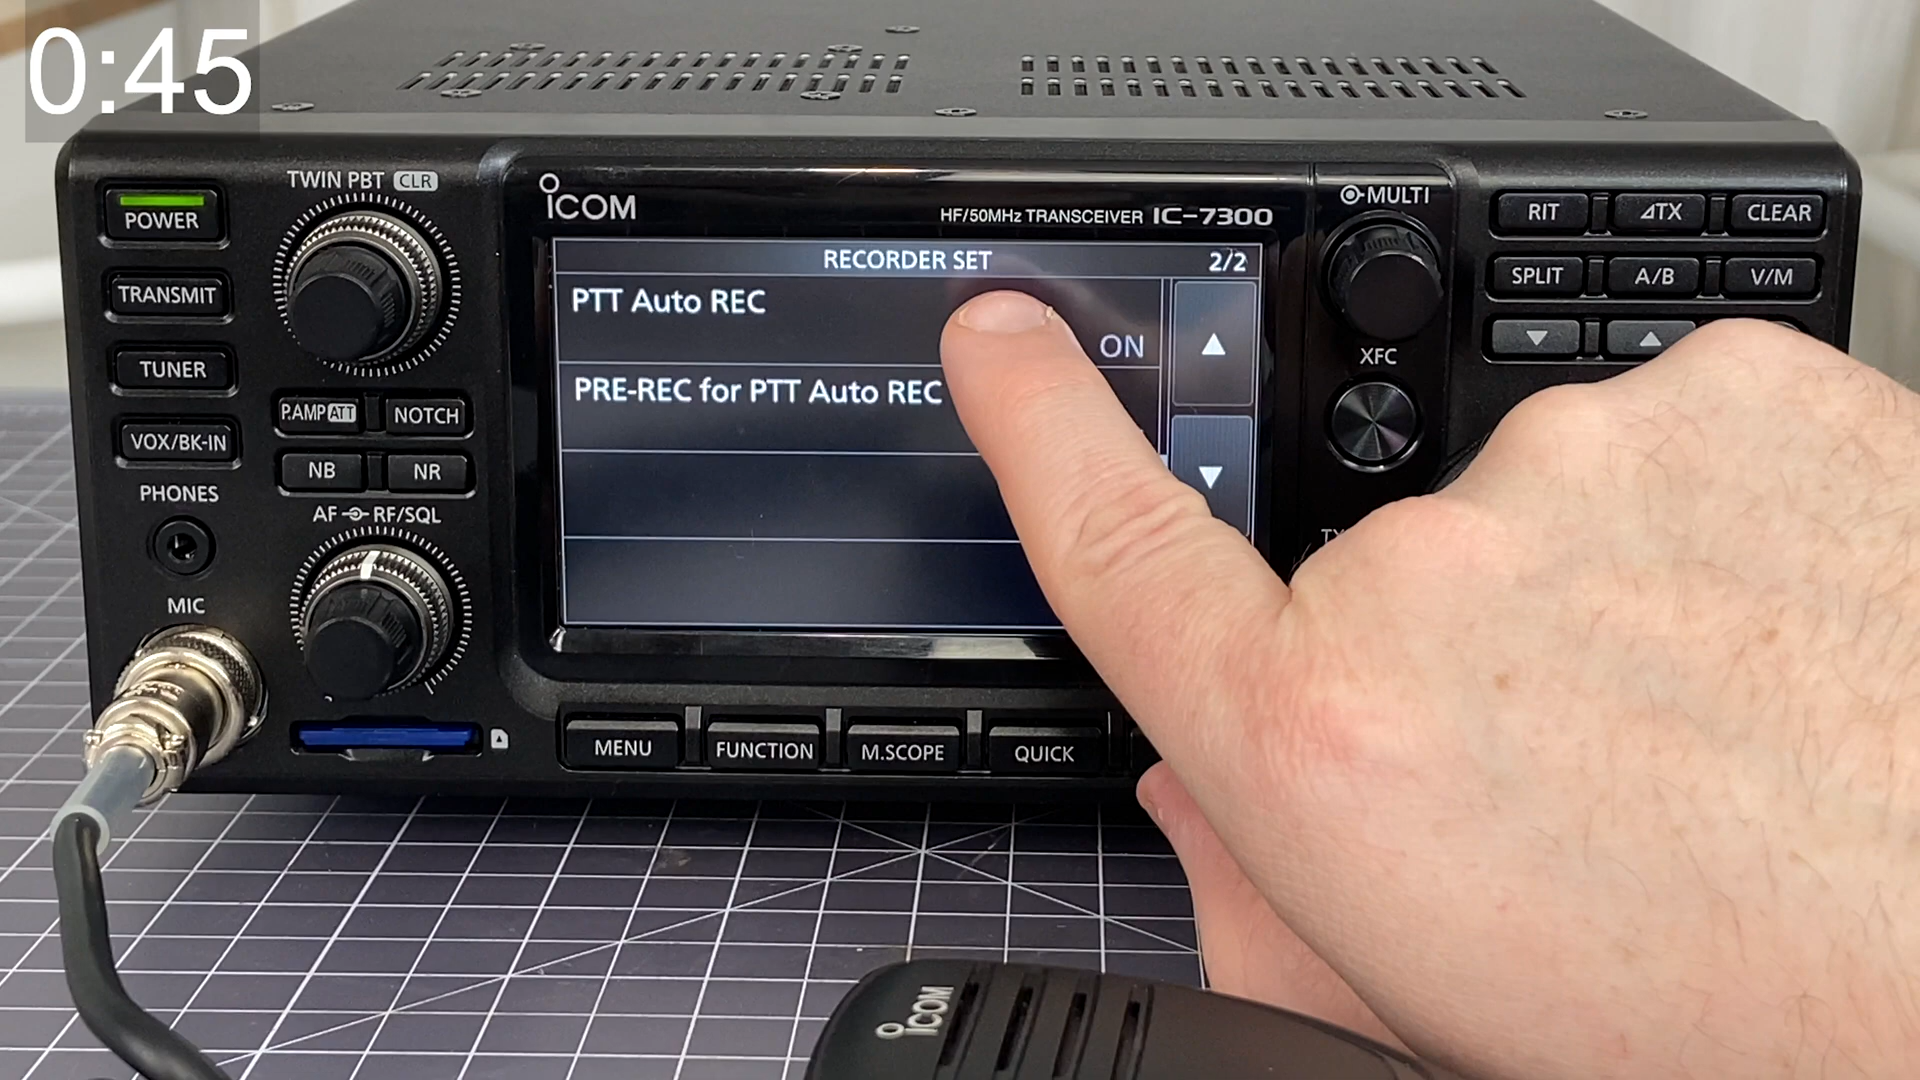 0:45
TWIN PBT CLR
POWER
TRANSMIT
TUNER
VOX/BK-IN
P.AMP ATT
NOTCH
NB
NR
PHONES
AF RF/SQL
MIC
ICOM
HF/50MHz TRANSCEIVER IC-7300
RECORDER SET 2/2
PTT Auto REC
ON
PRE-REC for PTT Auto REC
MENU
FUNCTION
M.SCOPE
QUICK
MULTI
XFC
RIT
⊿TX
CLEAR
SPLIT
A/B
V/M
ICOM